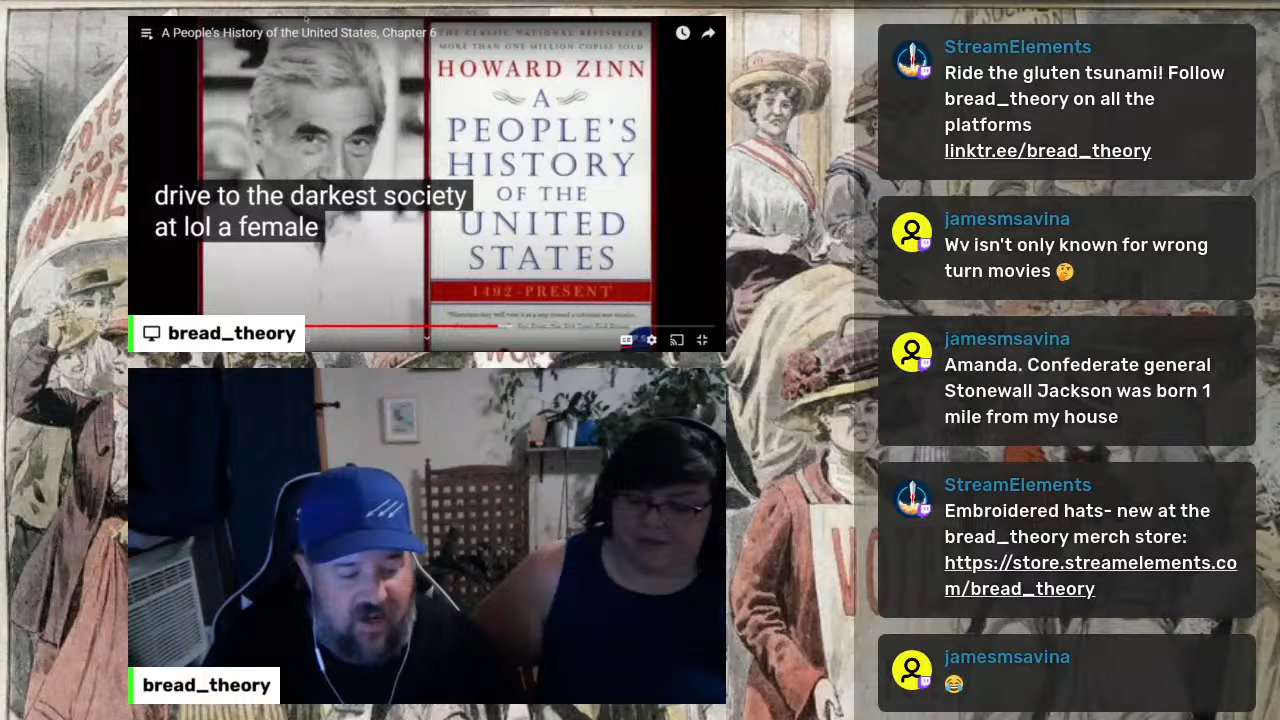 A People's History of the United States, Chapter 6
THE CLASSIC NATIONAL BESTSELLER
MORE THAN ONE MILLION COPIES SOLD
HOWARD ZINN
A
PEOPLE'S
HISTORY
OF THE
UNITED
STATES
1492-PRESENT
drive to the darkest society
at lol a female
bread_theory
bread_theory
VOTE
FOR
WOMEN
StreamElements
Ride the gluten tsunami! Follow
bread_theory on all the
platforms
linktr.ee/bread_theory
jamesmsavina
Wv isn't only known for wrong
turn movies 🤔
jamesmsavina
Amanda. Confederate general
Stonewall Jackson was born 1
mile from my house
StreamElements
Embroidered hats- new at the
bread_theory merch store:
https://store.streamelements.co
m/bread_theory
jamesmsavina
😂